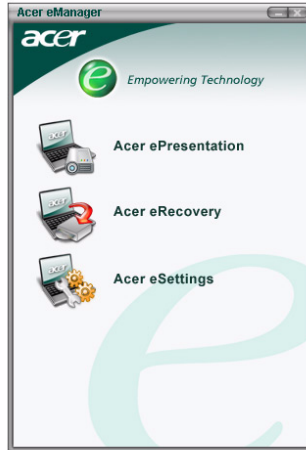 Acer eManager
acer
e Empowering Technology
Acer ePresentation
Acer eRecovery
Acer eSettings